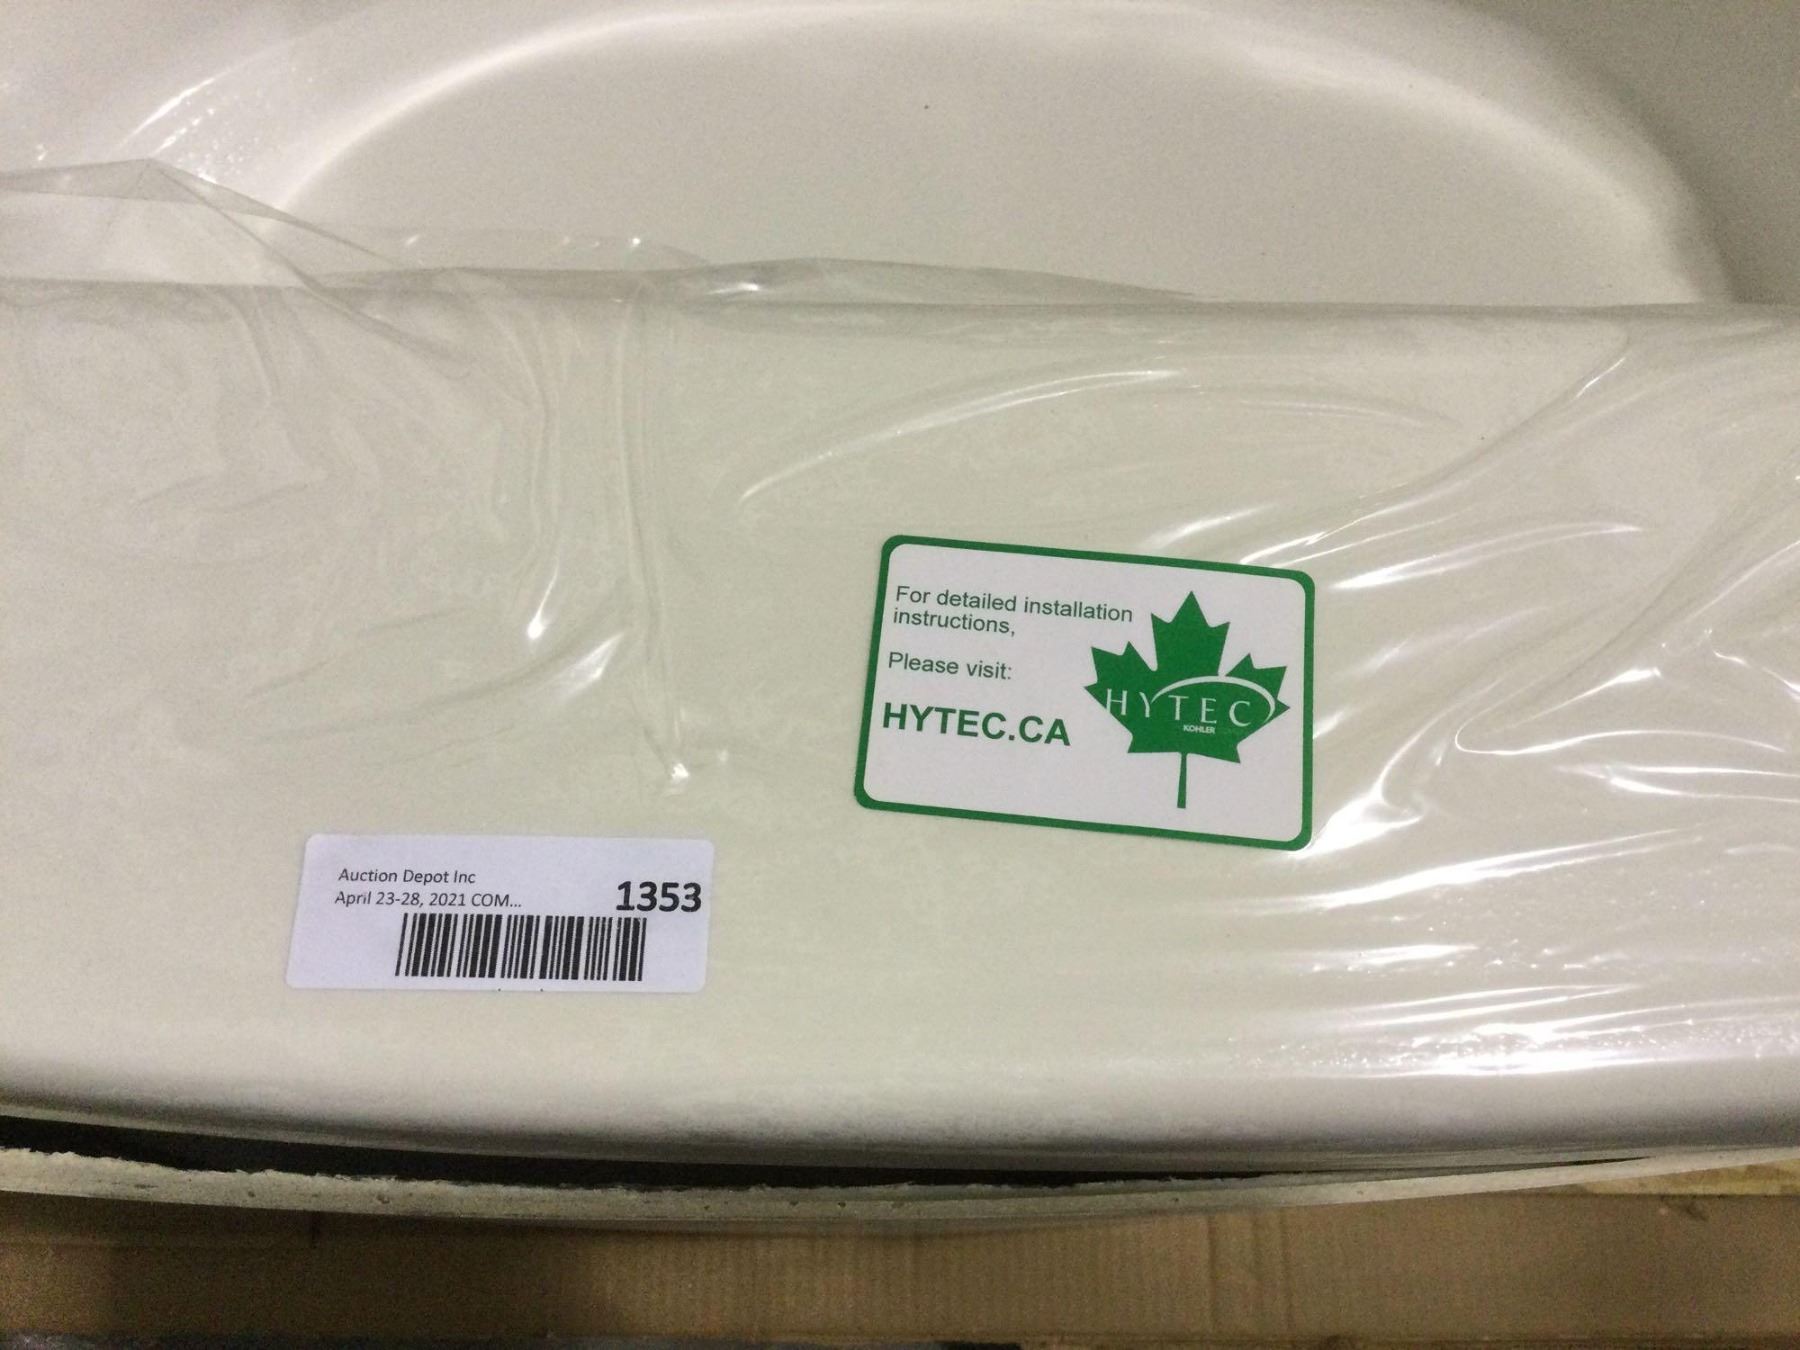 For detailed installation
instructions,
Please visit:
HYTEC.CA
HYTEC
KOHLER
Auction Depot Inc
April 23-28, 2021 COM...
1353